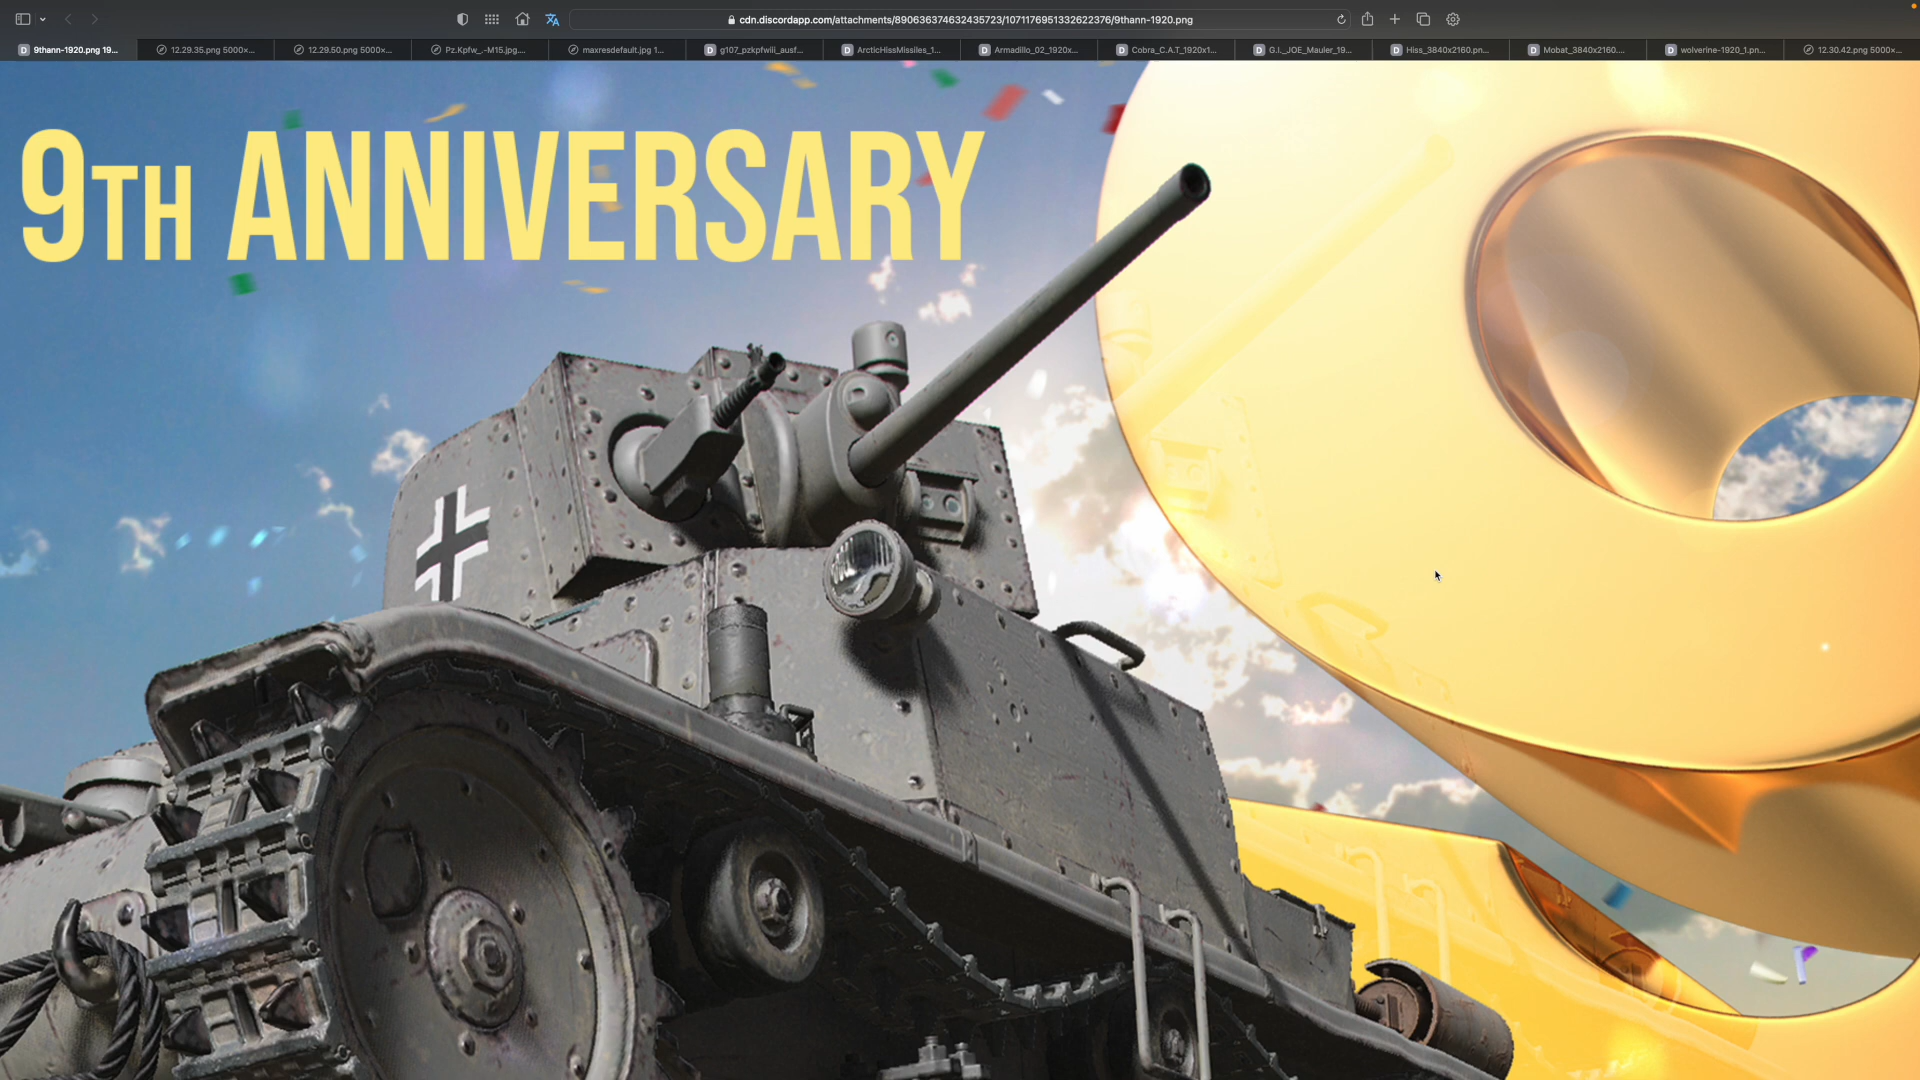 cdn.discordapp.com/attachments/890636374632435723/1071176951332622376/9thann-1920.png
9thann-1920.png 19...
12.29.35.png 5000×...
12.29.50.png 5000×...
Pz.Kpfw_.-M15.jpg....
maxresdefault.jpg 1...
g107_pzkpfwiii_ausf...
ArcticHissMissiles_1...
Armadillo_02_1920x...
Cobra_C.A.T_1920x1...
G.I._JOE_Mauler_19...
Hiss_3840x2160.pn...
Mobat_3840x2160....
wolverine-1920_1.pn...
12.30.42.png 5000×...
9TH ANNIVERSARY